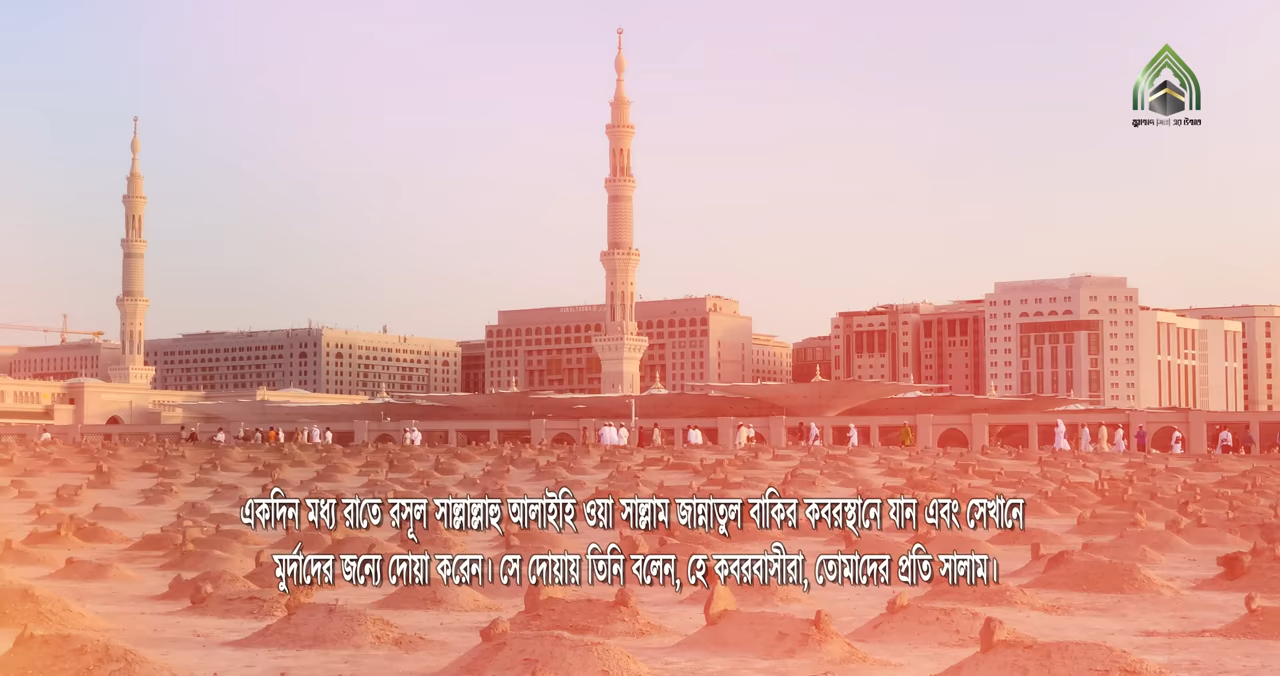 একদিন মধ্য রাতে রসূল সাল্লাল্লাহু আলাইহি ওয়া সাল্লাম জান্নাতুল বাকির কবরস্থানে যান এবং সেখানে
মুর্দাদের জন্যে দোয়া করেন। সে দোয়ায় তিনি বলেন, হে কবরবাসীরা, তোমাদের প্রতি সালাম।